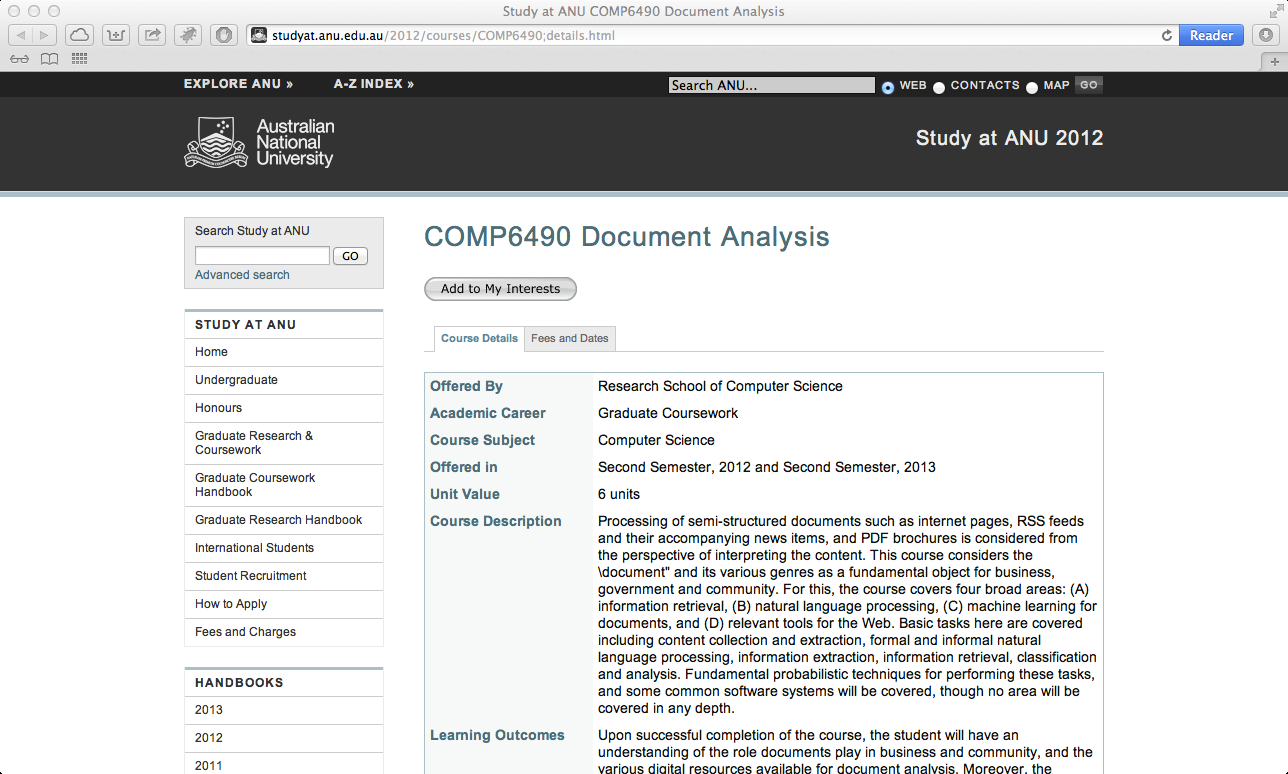 Study at ANU COMP6490 Document Analysis
studyat.anu.edu.au/2012/courses/COMP6490;details.html
Reader
EXPLORE ANU »
A-Z INDEX »
Search ANU...
WEB
CONTACTS
MAP
GO
Australian
National
University
Study at ANU 2012
Search Study at ANU
GO
Advanced search
STUDY AT ANU
Home
Undergraduate
Honours
Graduate Research &
Coursework
Graduate Coursework
Handbook
Graduate Research Handbook
International Students
Student Recruitment
How to Apply
Fees and Charges
HANDBOOKS
2013
2012
2011
COMP6490 Document Analysis
Add to My Interests
Course Details
Fees and Dates
Offered By
Research School of Computer Science
Academic Career
Graduate Coursework
Course Subject
Computer Science
Offered in
Second Semester, 2012 and Second Semester, 2013
Unit Value
6 units
Course Description
Processing of semi-structured documents such as internet pages, RSS feeds
and their accompanying news items, and PDF brochures is considered from
the perspective of interpreting the content. This course considers the
\document" and its various genres as a fundamental object for business,
government and community. For this, the course covers four broad areas: (A)
information retrieval, (B) natural language processing, (C) machine learning for
documents, and (D) relevant tools for the Web. Basic tasks here are covered
including content collection and extraction, formal and informal natural
language processing, information extraction, information retrieval, classification
and analysis. Fundamental probabilistic techniques for performing these tasks,
and some common software systems will be covered, though no area will be
covered in any depth.
Learning Outcomes
Upon successful completion of the course, the student will have an
understanding of the role documents play in business and community, and the
various digital resources available for document analysis. Moreover, the